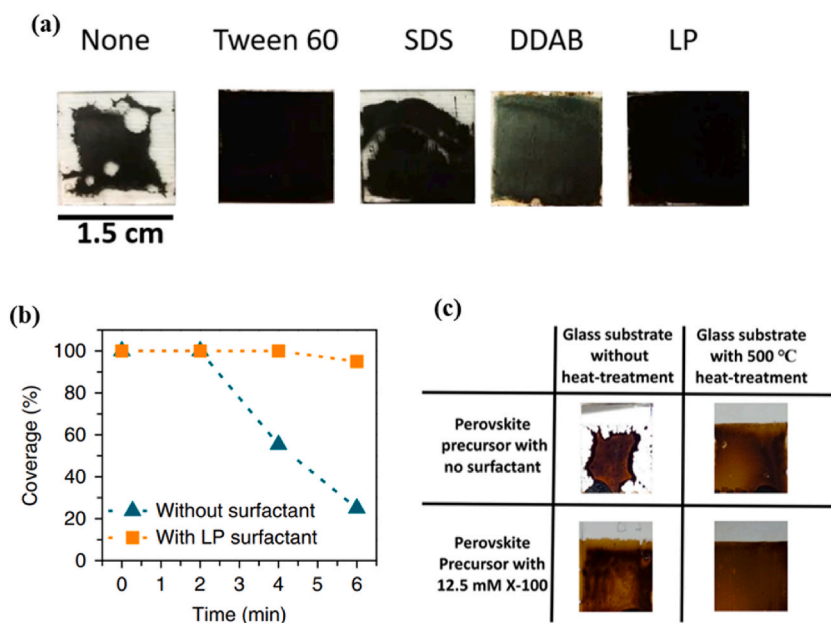 (a)
None Tween 60 SDS DDAB LP
1.5 cm
(b)
100
80
60
40
20
0
Coverage (%)
Without surfactant
With LP surfactant
0 1 2 3 4 5 6
Time (min)
(c)
Glass substrate
without
heat-treatment
Glass substrate
with 500 ℃
heat-treatment
Perovskite
precursor with
no surfactant
Perovskite
Precursor with
12.5 mM X-100